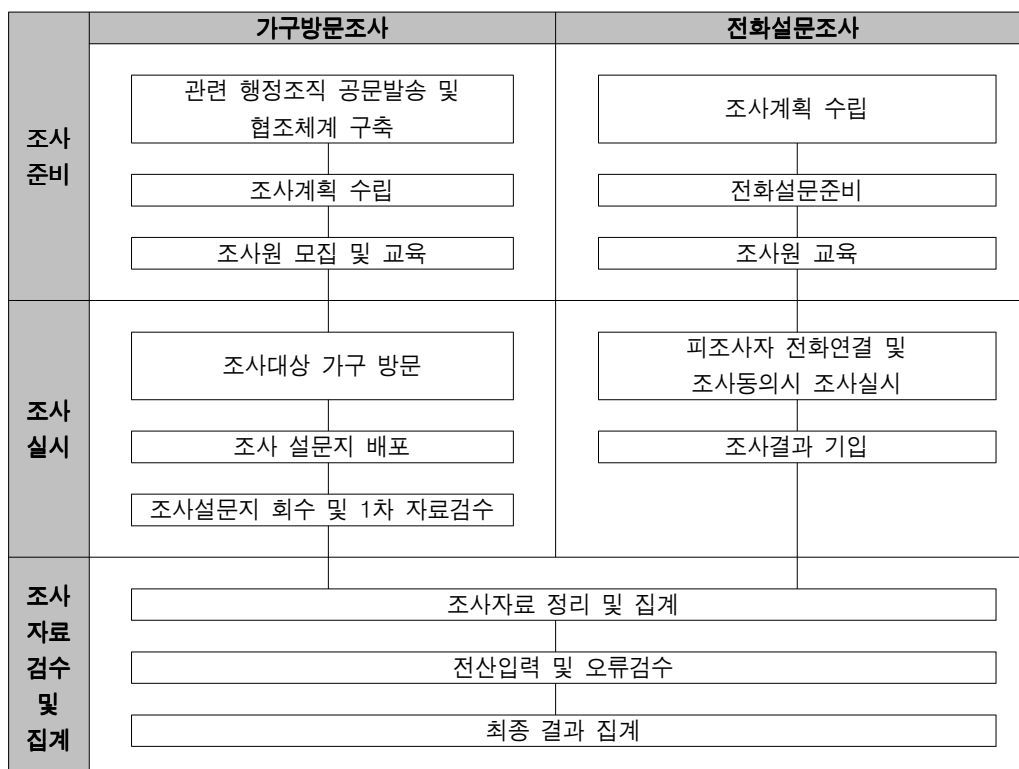 가구방문조사
전화설문조사
조사
준비
관련 행정조직 공문발송 및
협조체계 구축
조사계획 수립
조사원 모집 및 교육
조사계획 수립
전화설문준비
조사원 교육
조사
실시
조사대상 가구 방문
조사 설문지 배포
조사설문지 회수 및 1차 자료검수
피조사자 전화연결 및
조사동의시 조사실시
조사결과 기입
조사
자료
검수
및
집계
조사자료 정리 및 집계
전산입력 및 오류검수
최종 결과 집계